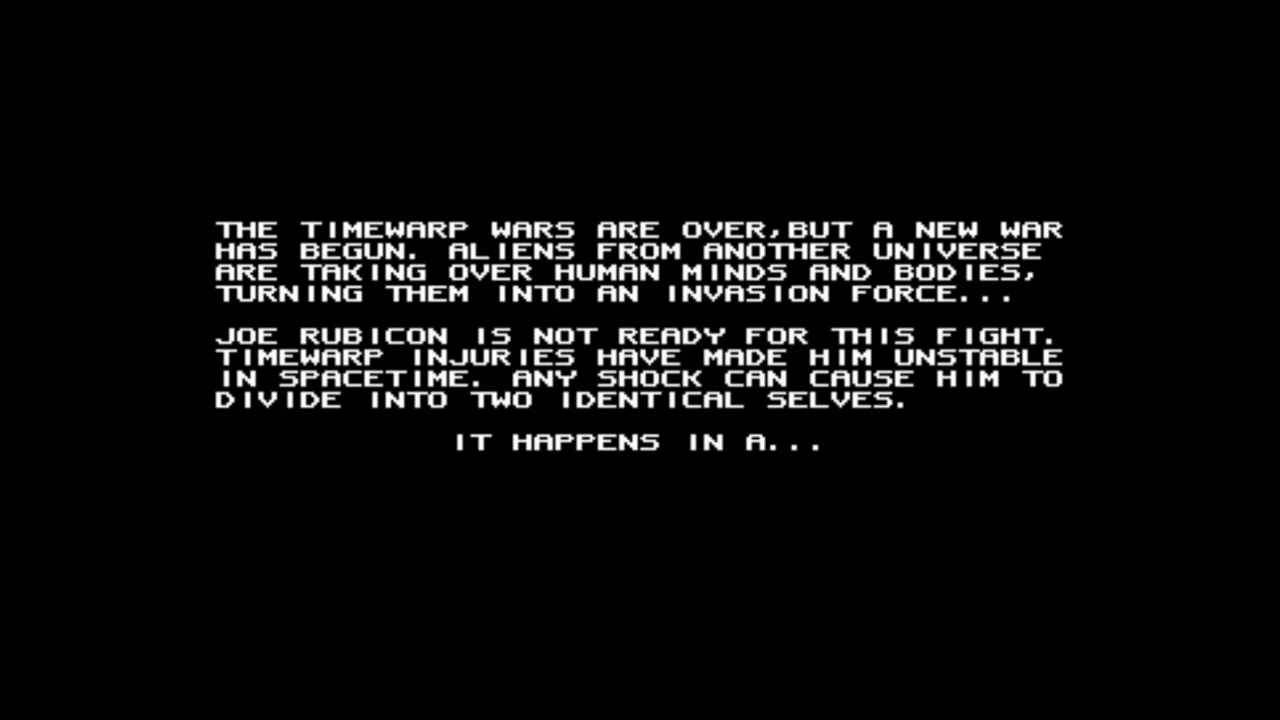 THE TIMEWARP WARS ARE OVER,BUT A NEW WAR
HAS BEGUN. ALIENS FROM ANOTHER UNIVERSE
ARE TAKING OVER HUMAN MINDS AND BODIES,
TURNING THEM INTO AN INVASION FORCE...
JOE RUBICON IS NOT READY FOR THIS FIGHT.
TIMEWARP INJURIES HAVE MADE HIM UNSTABLE
IN SPACETIME. ANY SHOCK CAN CAUSE HIM TO
DIVIDE INTO TWO IDENTICAL SELVES.
IT HAPPENS IN A...